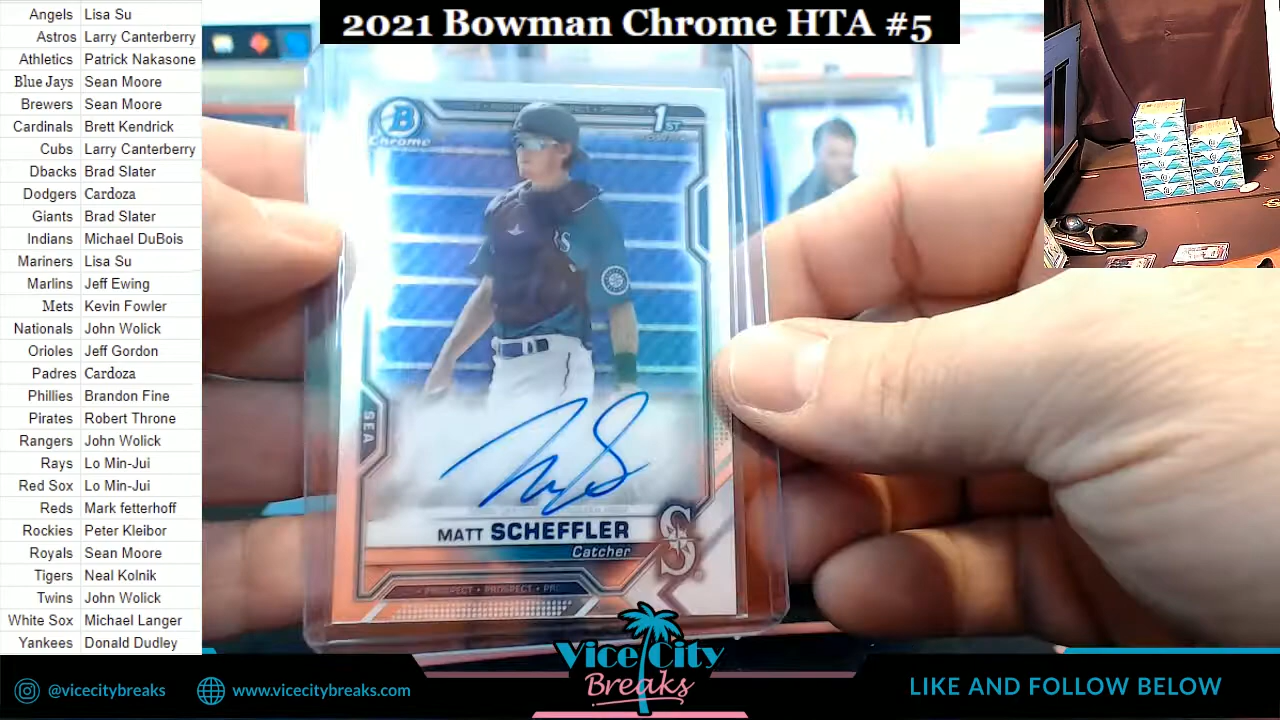 2021 Bowman Chrome HTA #5
Angels Lisa Su
Astros Larry Canterberry
Athletics Patrick Nakasone
Blue Jays Sean Moore
Brewers Sean Moore
Cardinals Brett Kendrick
Cubs Larry Canterberry
Dbacks Brad Slater
Dodgers Cardoza
Giants Brad Slater
Indians Michael DuBois
Mariners Lisa Su
Marlins Jeff Ewing
Mets Kevin Fowler
Nationals John Wolick
Orioles Jeff Gordon
Padres Cardoza
Phillies Brandon Fine
Pirates Robert Throne
Rangers John Wolick
Rays Lo Min-Jui
Red Sox Lo Min-Jui
Reds Mark fetterhoff
Rockies Peter Kleibor
Royals Sean Moore
Tigers Neal Kolnik
Twins John Wolick
White Sox Michael Langer
Yankees Donald Dudley
B
Chrome
1ST
SEA
MATT SCHEFFLER
Catcher
S
PROSPECT • PROSPECT
Vice City
Breaks
@vicecitybreaks
www.vicecitybreaks.com
LIKE AND FOLLOW BELOW